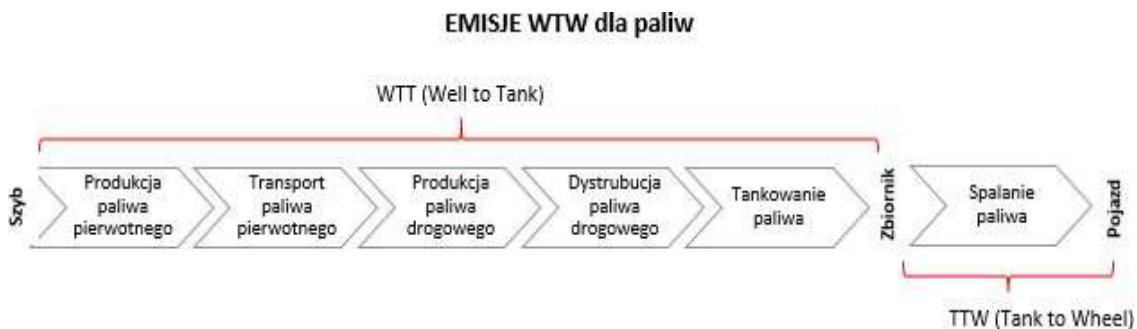 EMISJE WTW dla paliw
WTT (Well to Tank)
Szyb
Produkcja
paliwa
pierwotnego
Transport
paliwa
pierwotnego
Produkcja
paliwa
drogowego
Dystrubucja
paliwa
drogowego
Tankowanie
paliwa
Zbiornik
Spalanie
paliwa
Pojazd
TTW (Tank to Wheel)